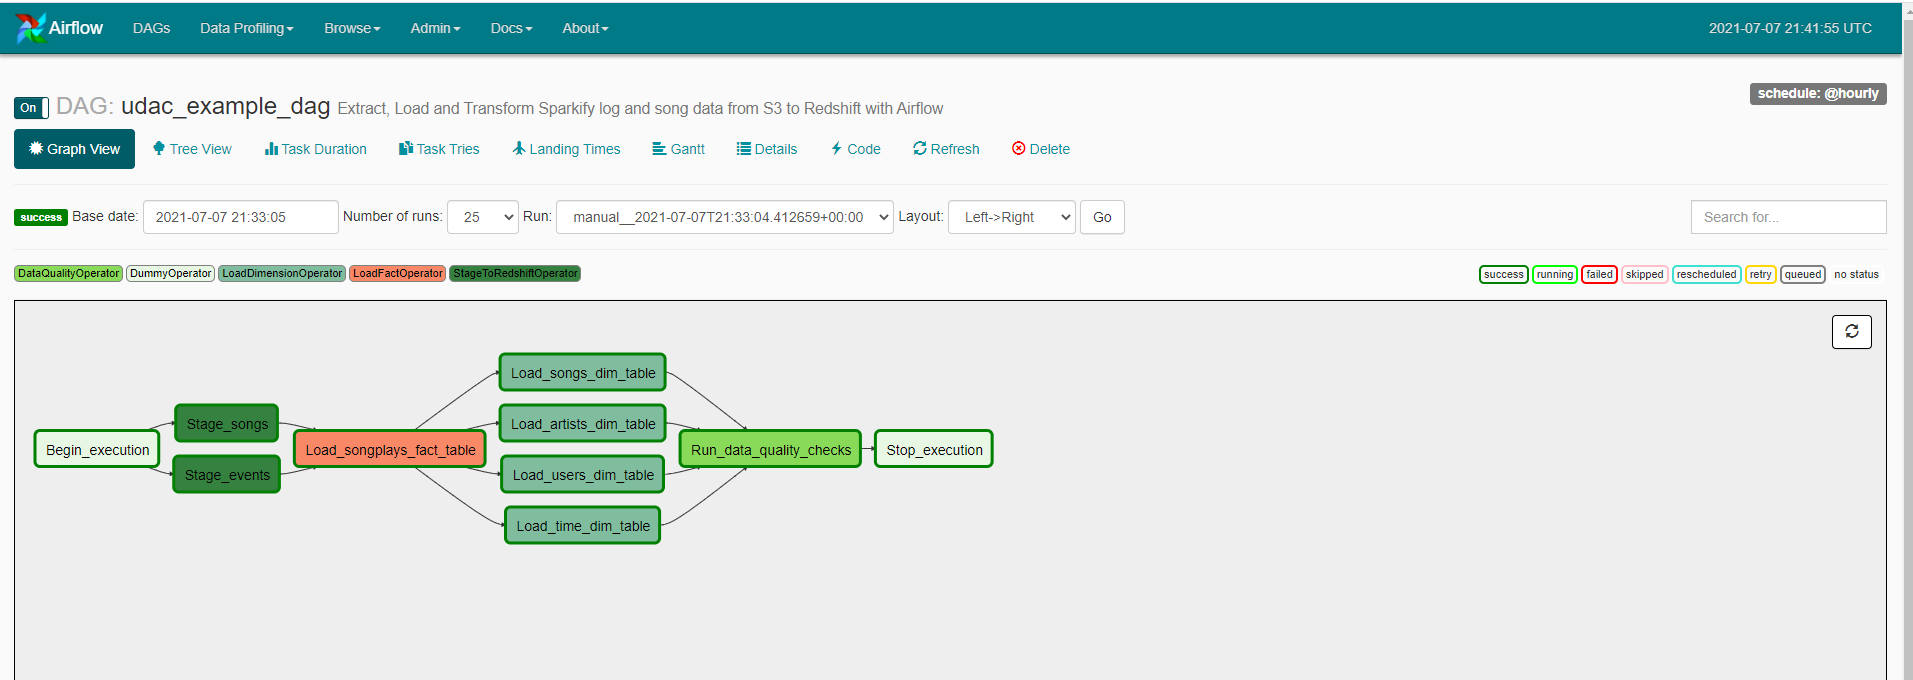 Airflow DAGs Data Profiling Browse Admin Docs About 2021-07-07 21:41:55 UTC
On DAG: udac_example_dag Extract, Load and Transform Sparkify log and song data from S3 to Redshift with Airflow schedule: @hourly
Graph View Tree View Task Duration Task Tries Landing Times Gantt Details Code Refresh Delete
success Base date: 2021-07-07 21:33:05 Number of runs: 25 Run: manual__2021-07-07T21:33:04.412659+00:00 Layout: Left->Right Go Search for...
DataQualityOperator DummyOperator LoadDimensionOperator LoadFactOperator StageToRedshiftOperator success running failed skipped rescheduled retry queued no status
Begin_execution
Stage_songs
Stage_events
Load_songplays_fact_table
Load_songs_dim_table
Load_artists_dim_table
Load_users_dim_table
Load_time_dim_table
Run_data_quality_checks
Stop_execution